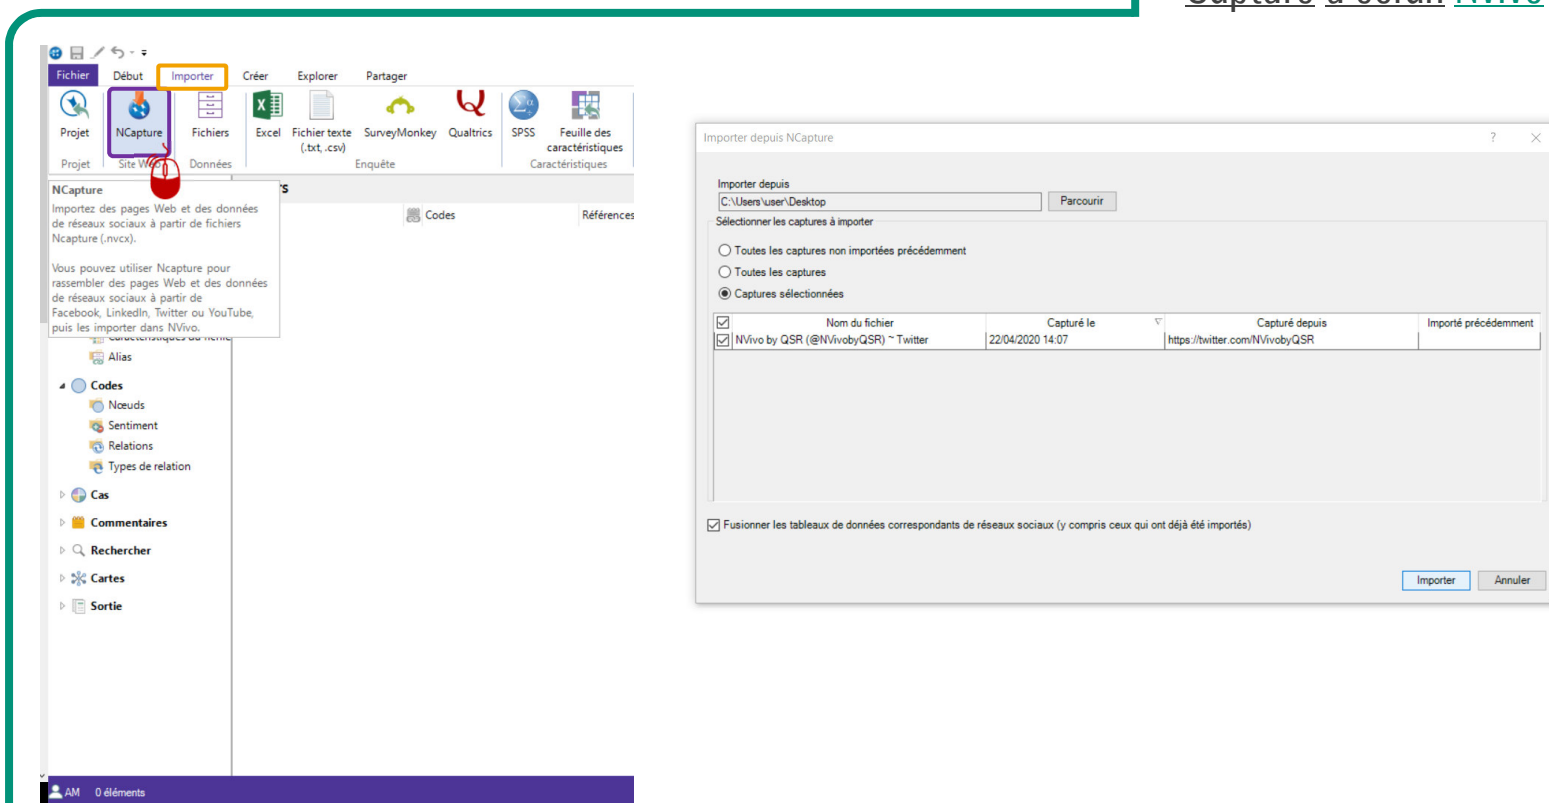 Capture d'écran NVivo
Fichier Début Importer Créer Explorer Partager
Projet NCapture Fichiers Excel Fichier texte (.txt, .csv) SurveyMonkey Qualtrics SPSS Feuille des caractéristiques
Projet Site Web Données Enquête Caractéristiques
NCapture
Importez des pages Web et des données
de réseaux sociaux à partir de fichiers
Ncapture (.nvcx).
Vous pouvez utiliser Ncapture pour
rassembler des pages Web et des données
de réseaux sociaux à partir de
Facebook, LinkedIn, Twitter ou YouTube,
puis les importer dans NVivo.
Codes Références
Alias
Codes
Nœuds
Sentiment
Relations
Types de relation
Cas
Commentaires
Rechercher
Cartes
Sortie
AM 0 éléments
Importer depuis NCapture
Importer depuis
C:\Users\user\Desktop Parcourir
Sélectionner les captures à importer
Toutes les captures non importées précédemment
Toutes les captures
Captures sélectionnées
Nom du fichier Capturé le Capturé depuis Importé précédemment
NVivo by QSR (@NVivobyQSR) ~ Twitter 22/04/2020 14:07 https://twitter.com/NVivobyQSR
Fusionner les tableaux de données correspondants de réseaux sociaux (y compris ceux qui ont déjà été importés)
Importer Annuler